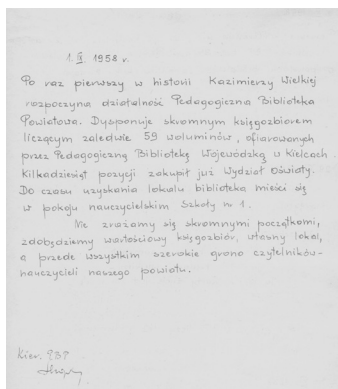 1. IX. 1958 r.
Po raz pierwszy w historii Kazimierzy Wielkiej
rozpoczyna działalność Pedagogiczna Biblioteka
Powiatowa. Dysponuje skromnym księgozbiorem
liczącym zaledwie 59 woluminów, ofiarowanych
przez Pedagogiczną Bibliotekę Wojewódzką w Kielcach.
Kilkadziesiąt pozycji zakupił już Wydział Oświaty.
Do czasu uzyskania lokalu biblioteka mieści się
w pokoju nauczycielskim Szkoły nr 1.
Nie zrażamy się skromnymi początkami,
zdobędziemy wartościowy księgozbiór, własny lokal,
a przede wszystkim szerokie grono czytelników-
nauczycieli naszego powiatu.
Kier.